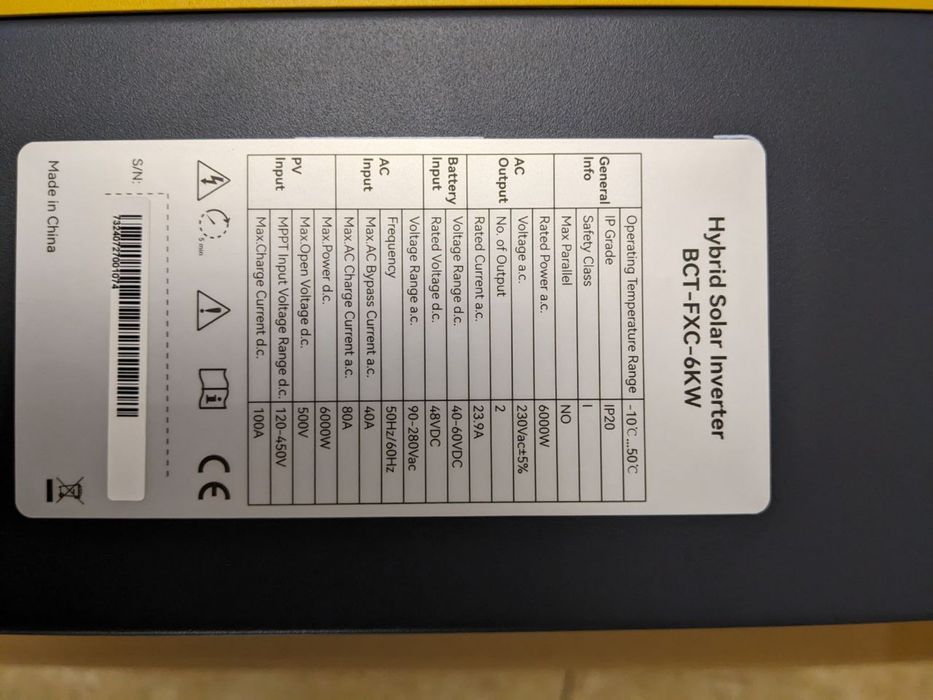 Hybrid Solar Inverter
BCT-FXC-6KW
General Info
Operating Temperature Range -10℃...50℃
IP Grade IP20
Safety Class I
Max Parallel NO
AC Output
Rated Power a.c. 6000W
Voltage a.c. 230Vac±5%
No. of Output 2
Rated Current a.c. 23.9A
Battery Input
Voltage Range d.c. 40-60VDC
Rated Voltage d.c. 48VDC
AC Input
Voltage Range a.c. 90-280Vac
Frequency 50Hz/60Hz
Max.AC Bypass Current a.c. 40A
Max.AC Charge Current a.c. 80A
PV Input
Max.Power d.c. 6000W
Max.Open Voltage d.c. 500V
MPPT Input Voltage Range d.c. 120-450V
Max.Charge Current d.c. 100A
5 min
i
CE
S/N:
73240727001074
Made in China